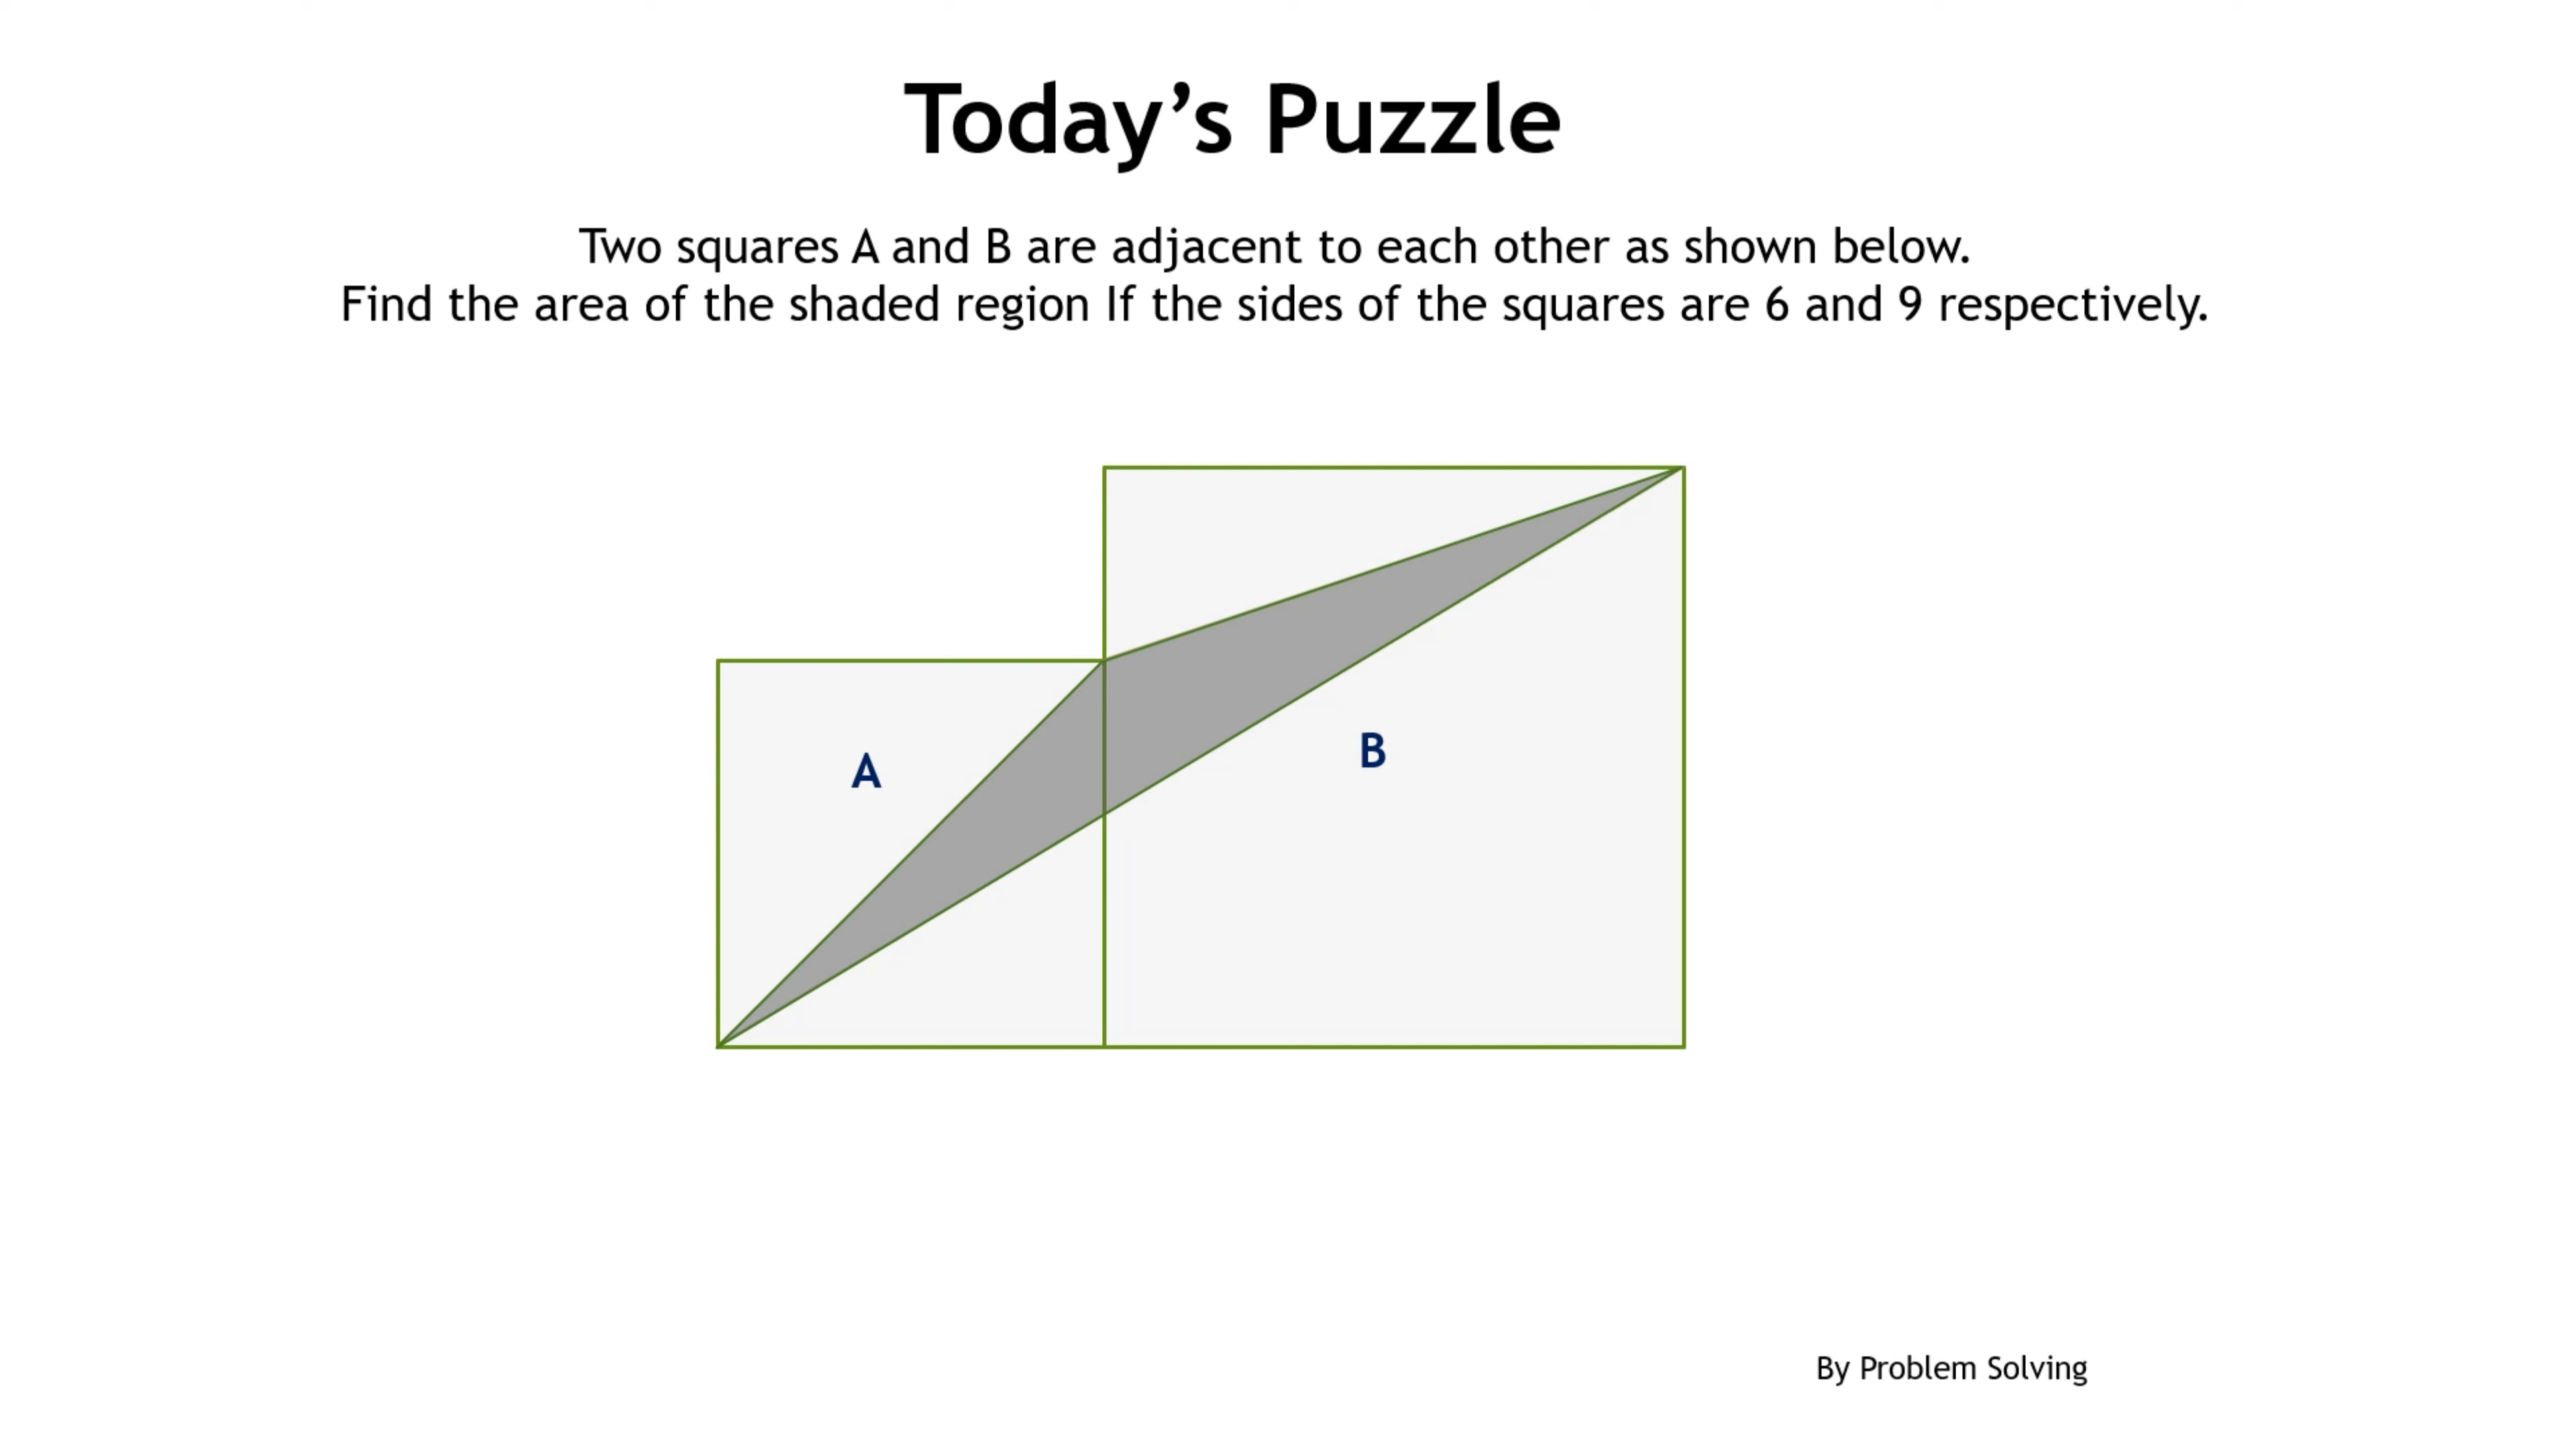 Today’s Puzzle
Two squares A and B are adjacent to each other as shown below.
Find the area of the shaded region If the sides of the squares are 6 and 9 respectively.
A
B
By Problem Solving